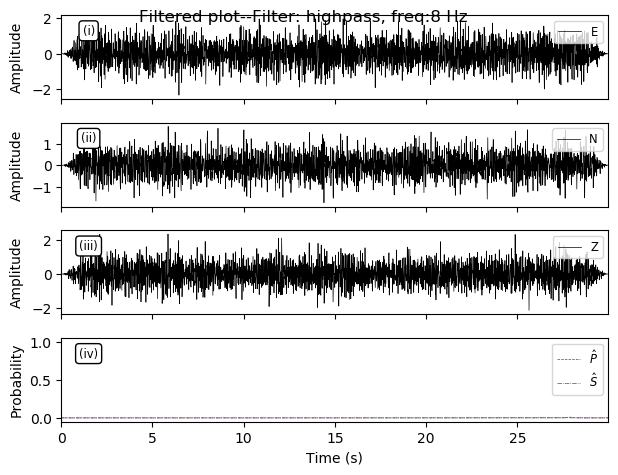 Filtered plot--Filter: highpass, freq:8 Hz
(i)
E
Amplitude
2
0
−2
(ii)
N
Amplitude
1
0
−1
(iii)
Z
Amplitude
2
0
−2
(iv)
P̂
Ŝ
Probability
1.0
0.5
0.0
0 5 10 15 20 25
Time (s)